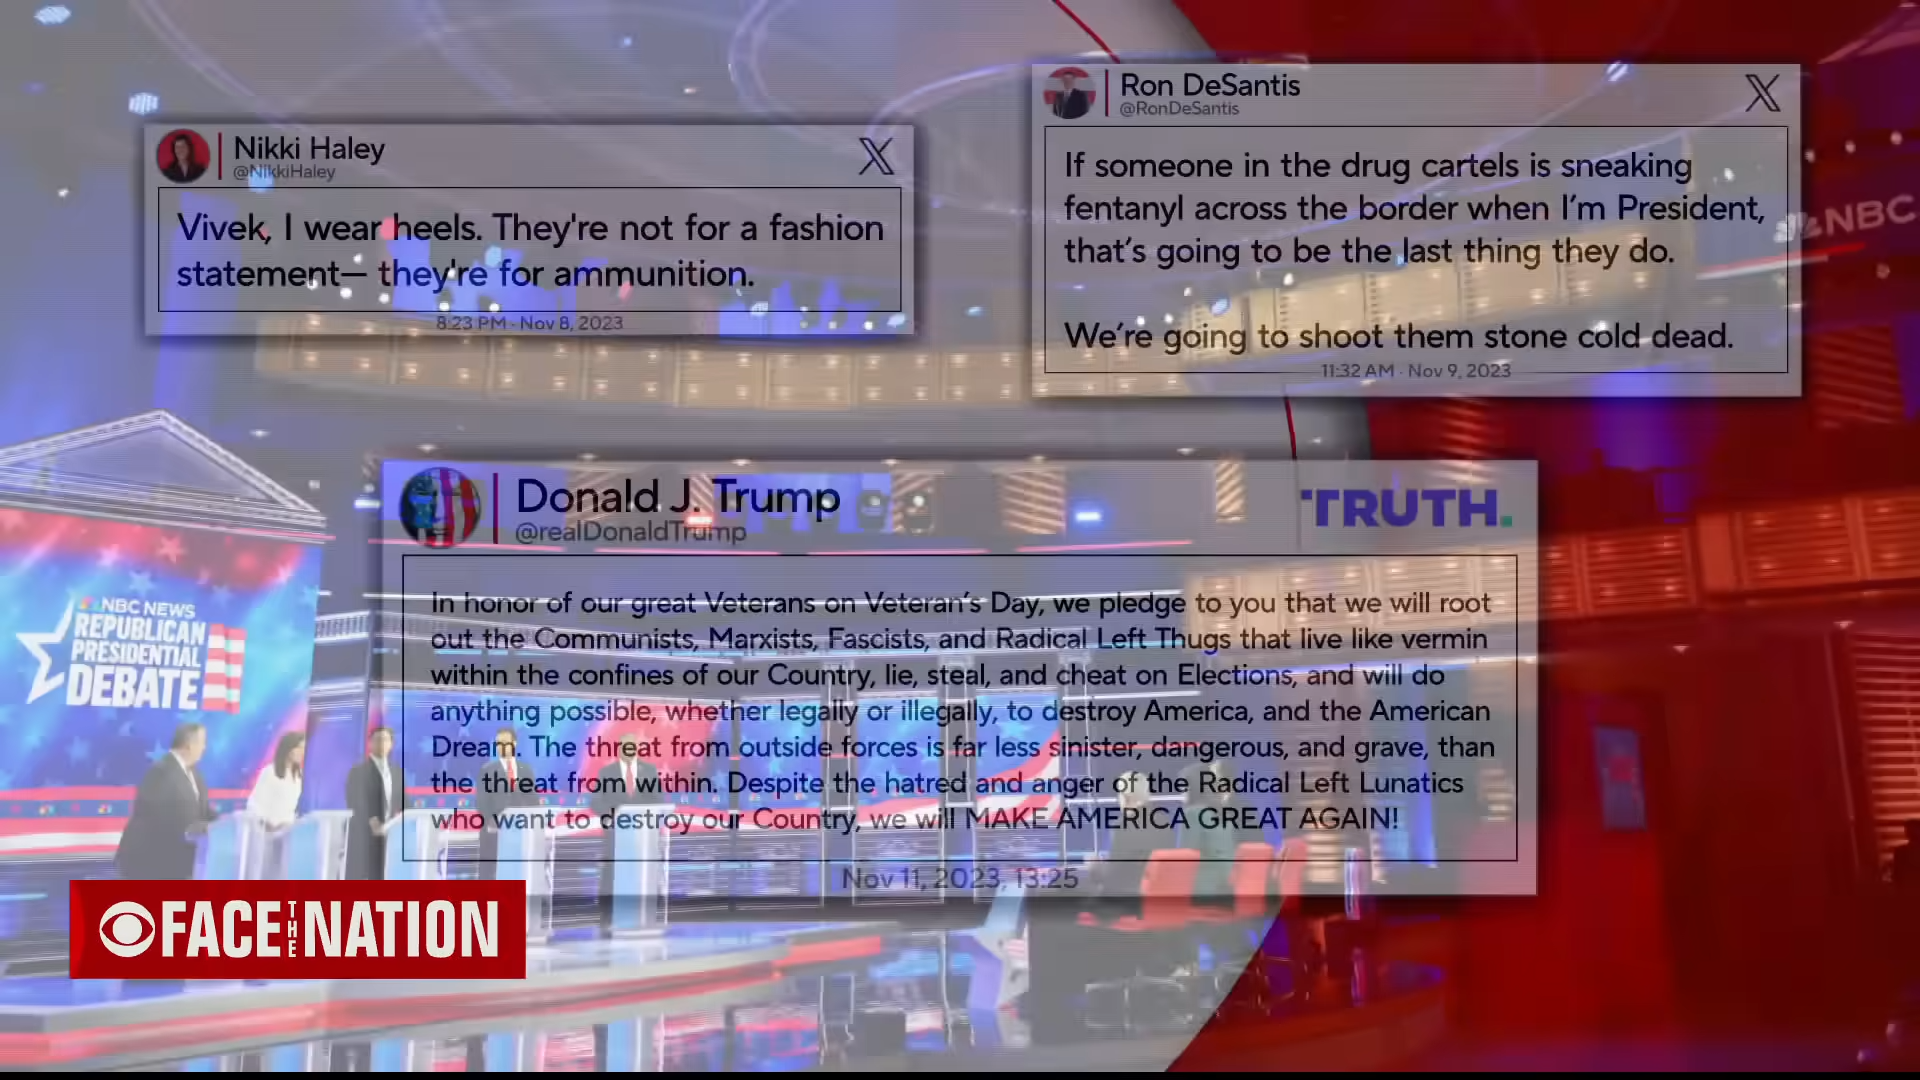 Nikki Haley
@NikkiHaley
Vivek, I wear heels. They're not for a fashion
statement— they're for ammunition.
8:23 PM · Nov 8, 2023
Ron DeSantis
@RonDeSantis
If someone in the drug cartels is sneaking
fentanyl across the border when I'm President,
that's going to be the last thing they do.
We're going to shoot them stone cold dead.
11:32 AM · Nov 9, 2023
NBC
Donald J. Trump
@realDonaldTrump
TRUTH.
In honor of our great Veterans on Veteran's Day, we pledge to you that we will root
out the Communists, Marxists, Fascists, and Radical Left Thugs that live like vermin
within the confines of our Country, lie, steal, and cheat on Elections, and will do
anything possible, whether legally or illegally, to destroy America, and the American
Dream. The threat from outside forces is far less sinister, dangerous, and grave, than
the threat from within. Despite the hatred and anger of the Radical Left Lunatics
who want to destroy our Country, we will MAKE AMERICA GREAT AGAIN!
Nov 11, 2023, 13:25
NBC NEWS
REPUBLICAN
PRESIDENTIAL
DEBATE
FACE THE NATION